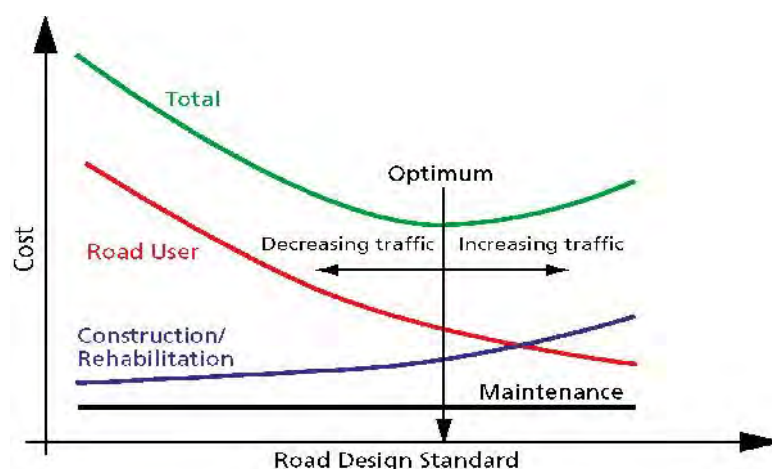 Total
Optimum
Decreasing traffic
Increasing traffic
Road User
Cost
Construction/
Rehabilitation
Maintenance
Road Design Standard